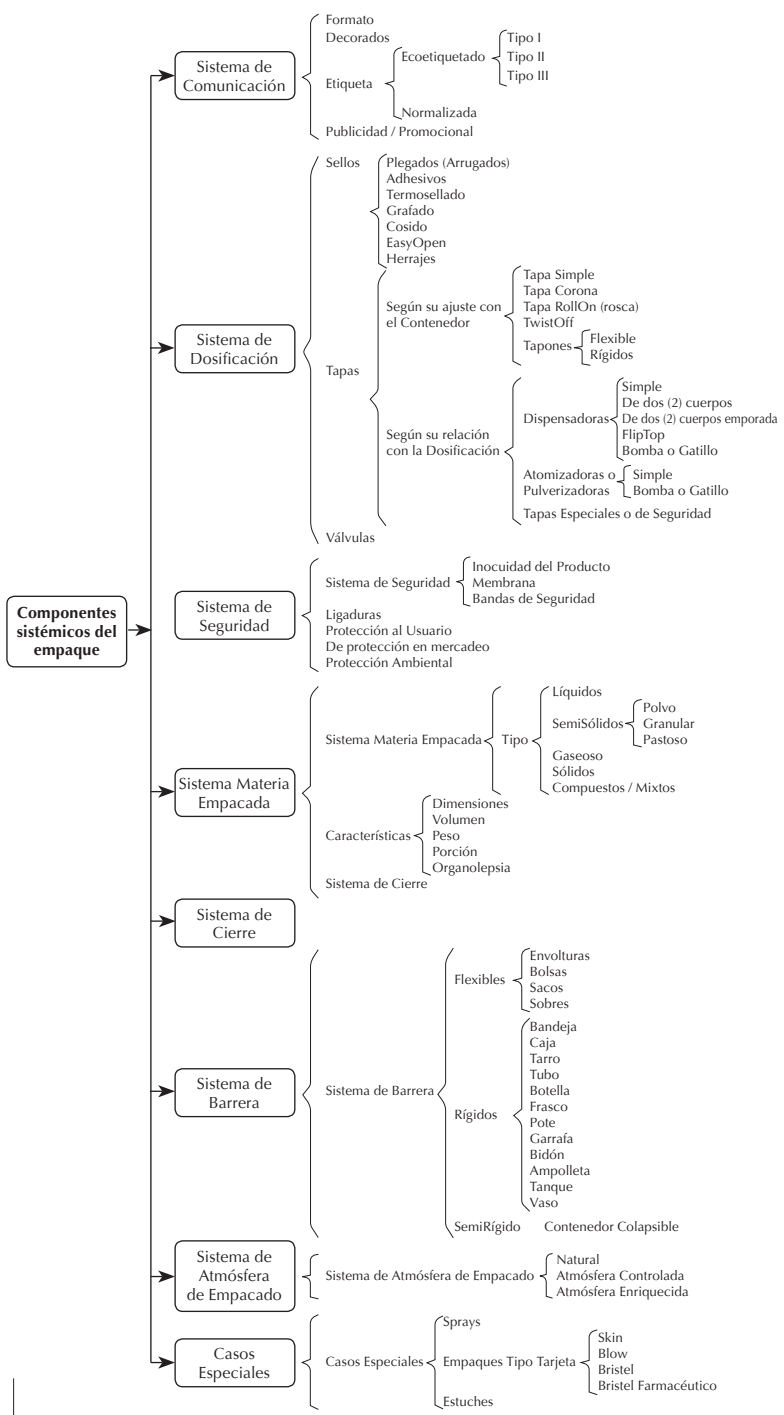 Componentes
sistémicos del
empaque
Sistema de
Comunicación
Formato
Decorados
Etiqueta
Ecoetiquetado
Tipo I
Tipo II
Tipo III
Normalizada
Publicidad / Promocional
Sistema de
Dosificación
Sellos
Plegados (Arrugados)
Adhesivos
Termosellado
Grafado
Cosido
EasyOpen
Herrajes
Tapas
Según su ajuste con
el Contenedor
Tapa Simple
Tapa Corona
Tapa RollOn (rosca)
TwistOff
Tapones
Flexible
Rígidos
Según su relación
con la Dosificación
Dispensadoras
Simple
De dos (2) cuerpos
De dos (2) cuerpos emporada
FlipTop
Bomba o Gatillo
Atomizadoras o
Pulverizadoras
Simple
Bomba o Gatillo
Tapas Especiales o de Seguridad
Válvulas
Sistema de
Seguridad
Sistema de Seguridad
Inocuidad del Producto
Membrana
Bandas de Seguridad
Ligaduras
Protección al Usuario
De protección en mercadeo
Protección Ambiental
Sistema Materia
Empacada
Sistema Materia Empacada
Tipo
Líquidos
SemiSólidos
Polvo
Granular
Pastoso
Gaseoso
Sólidos
Compuestos / Mixtos
Características
Dimensiones
Volumen
Peso
Porción
Organolepsia
Sistema de Cierre
Sistema de
Cierre
Sistema de
Barrera
Sistema de Barrera
Flexibles
Envolturas
Bolsas
Sacos
Sobres
Rígidos
Bandeja
Caja
Tarro
Tubo
Botella
Frasco
Pote
Garrafa
Bidón
Ampolleta
Tanque
Vaso
SemiRígido
Contenedor Colapsible
Sistema de
Atmósfera
de Empacado
Sistema de Atmósfera de Empacado
Natural
Atmósfera Controlada
Atmósfera Enriquecida
Casos
Especiales
Casos Especiales
Sprays
Empaques Tipo Tarjeta
Skin
Blow
Bristel
Bristel Farmacéutico
Estuches